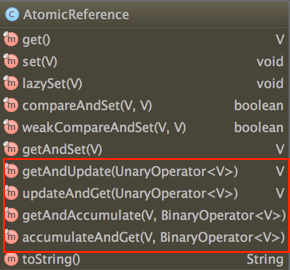 AtomicReference
get() V
set(V) void
lazySet(V) void
compareAndSet(V, V) boolean
weakCompareAndSet(V, V) boolean
getAndSet(V) V
getAndUpdate(UnaryOperator<V>) V
updateAndGet(UnaryOperator<V>) V
getAndAccumulate(V, BinaryOperator<V>)
accumulateAndGet(V, BinaryOperator<V>)
toString() String